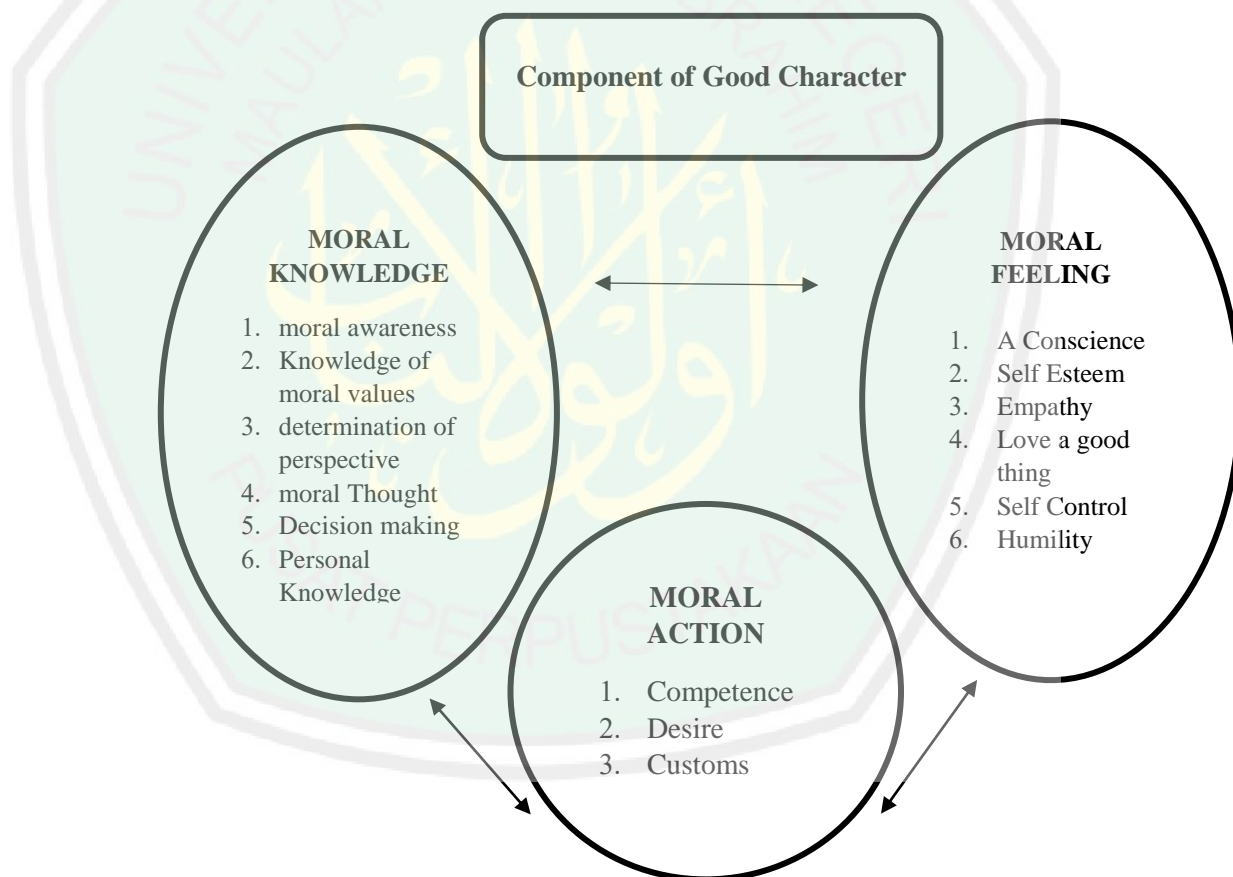 Component of Good Character
MORAL
KNOWLEDGE
1. moral awareness
2. Knowledge of
moral values
3. determination of
perspective
4. moral Thought
5. Decision making
6. Personal
Knowledge
MORAL
FEELING
1. A Conscience
2. Self Esteem
3. Empathy
4. Love a good
thing
5. Self Control
6. Humility
MORAL
ACTION
1. Competence
2. Desire
3. Customs